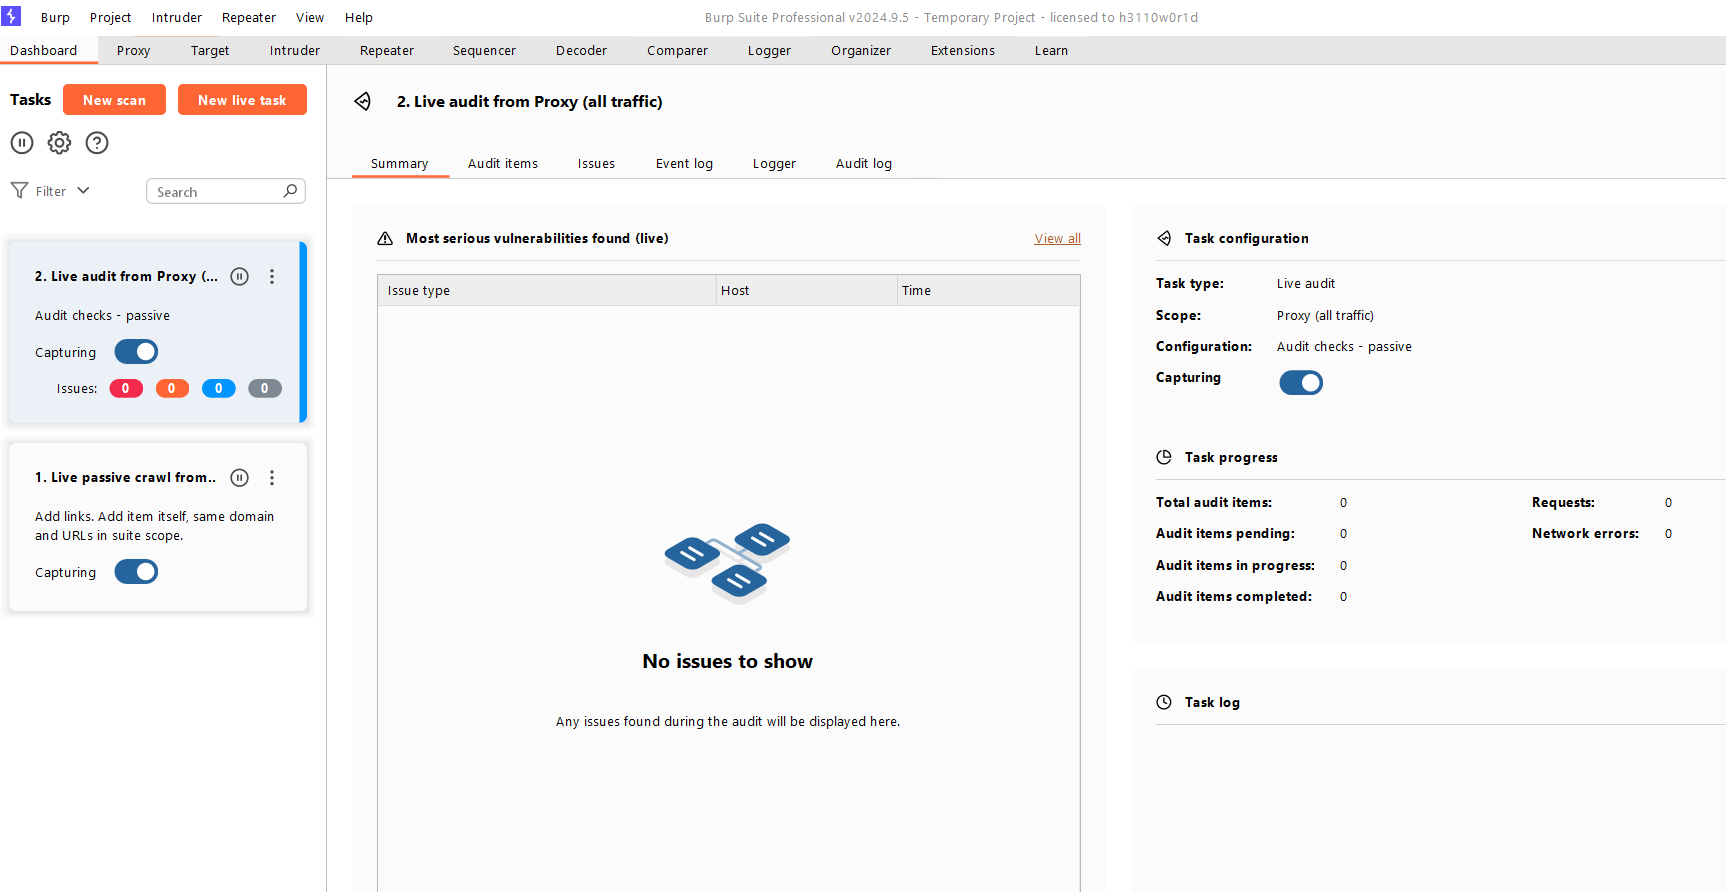 Burp Project Intruder Repeater View Help Burp Suite Professional v2024.9.5 - Temporary Project - licensed to h3110w0r1d
Dashboard Proxy Target Intruder Repeater Sequencer Decoder Comparer Logger Organizer Extensions Learn
Tasks New scan New live task
Filter Search
2. Live audit from Proxy (...
Audit checks - passive
Capturing
Issues: 0 0 0 0
1. Live passive crawl from..
Add links. Add item itself, same domain
and URLs in suite scope.
Capturing
2. Live audit from Proxy (all traffic)
Summary Audit items Issues Event log Logger Audit log
Most serious vulnerabilities found (live) View all
Issue type Host Time
No issues to show
Any issues found during the audit will be displayed here.
Task configuration
Task type: Live audit
Scope: Proxy (all traffic)
Configuration: Audit checks - passive
Capturing
Task progress
Total audit items: 0 Requests: 0
Audit items pending: 0 Network errors: 0
Audit items in progress: 0
Audit items completed: 0
Task log